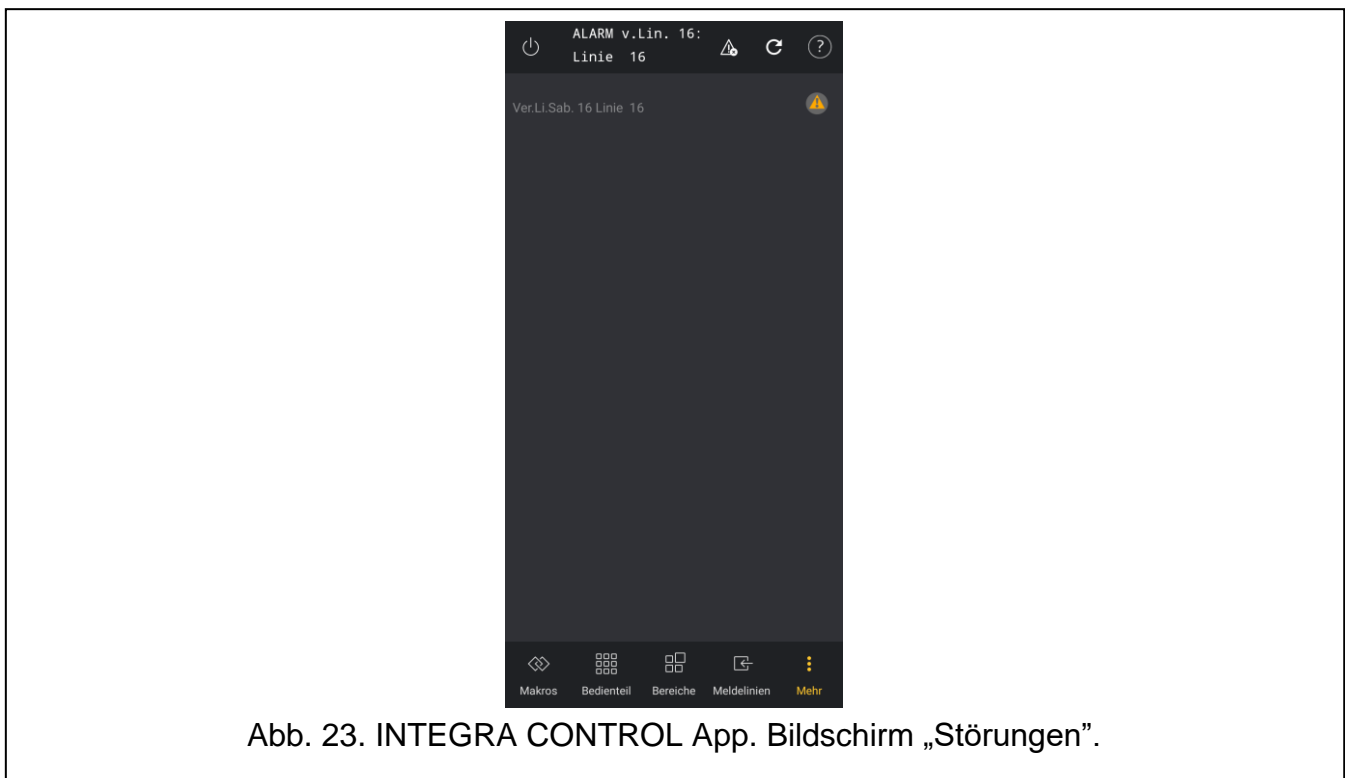 ALARM v.Lin. 16:
Linie  16
?
Ver.Li.Sab. 16 Linie  16
Makros Bedienteil Bereiche Meldelinien Mehr
Abb. 23. INTEGRA CONTROL App. Bildschirm „Störungen”.